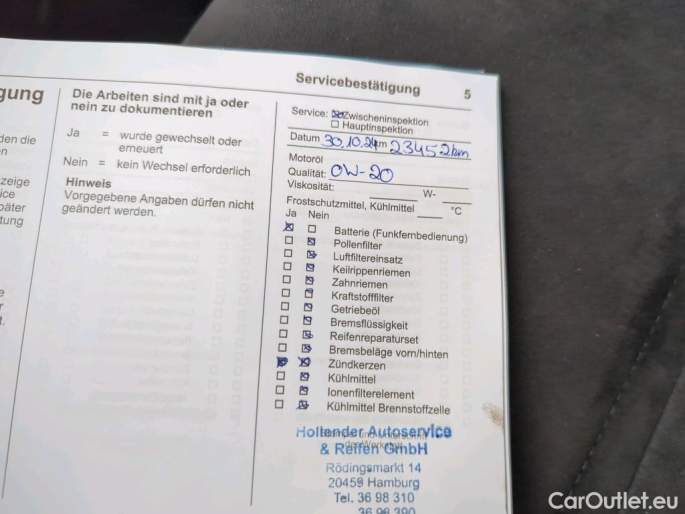 Servicebestätigung 5
gung
den die
n
zeige
ice
päter
tung
e
r
t.
Die Arbeiten sind mit ja oder
nein zu dokumentieren
Ja = wurde gewechselt oder
erneuert
Nein = kein Wechsel erforderlich
Hinweis
Vorgegebene Angaben dürfen nicht
geändert werden.
Service: Zwischeninspektion
Hauptinspektion
Datum 30.10.24 km 23452km
Motoröl
Qualität: 0W-20
Viskosität: W-
Frostschutzmittel, Kühlmittel °C
Ja Nein
Batterie (Funkfernbedienung)
Pollenfilter
Luftfiltereinsatz
Keilrippenriemen
Zahnriemen
Kraftstofffilter
Getriebeöl
Bremsflüssigkeit
Reifenreparaturset
Bremsbeläge vorn/hinten
Zündkerzen
Kühlmittel
Ionenfilterelement
Kühlmittel Brennstoffzelle
Hollender Autoservice
& Reifen GmbH
Rödingsmarkt 14
20459 Hamburg
Tel. 36 98 310
36 98 390
CarOutlet.eu